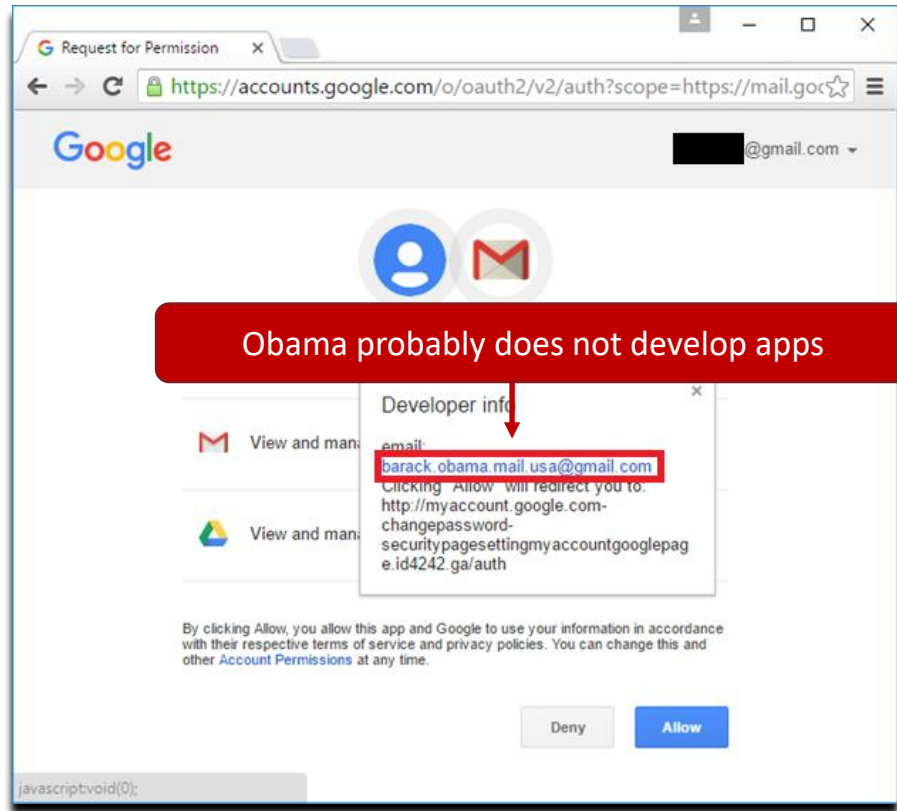 Request for Permission
https://accounts.google.com/o/oauth2/v2/auth?scope=https://mail.goo
Google
@gmail.com
Obama probably does not develop apps
Developer info
View and mana
email:
barack.obama.mail.usa@gmail.com
Clicking "Allow" will redirect you to:
http://myaccount.google.com-
changepassword-
View and mana
securitypagesettingmyaccountgooglepag
e.id4242.ga/auth
By clicking Allow, you allow this app and Google to use your information in accordance
with their respective terms of service and privacy policies. You can change this and
other Account Permissions at any time.
Deny
Allow
javascript:void(0);